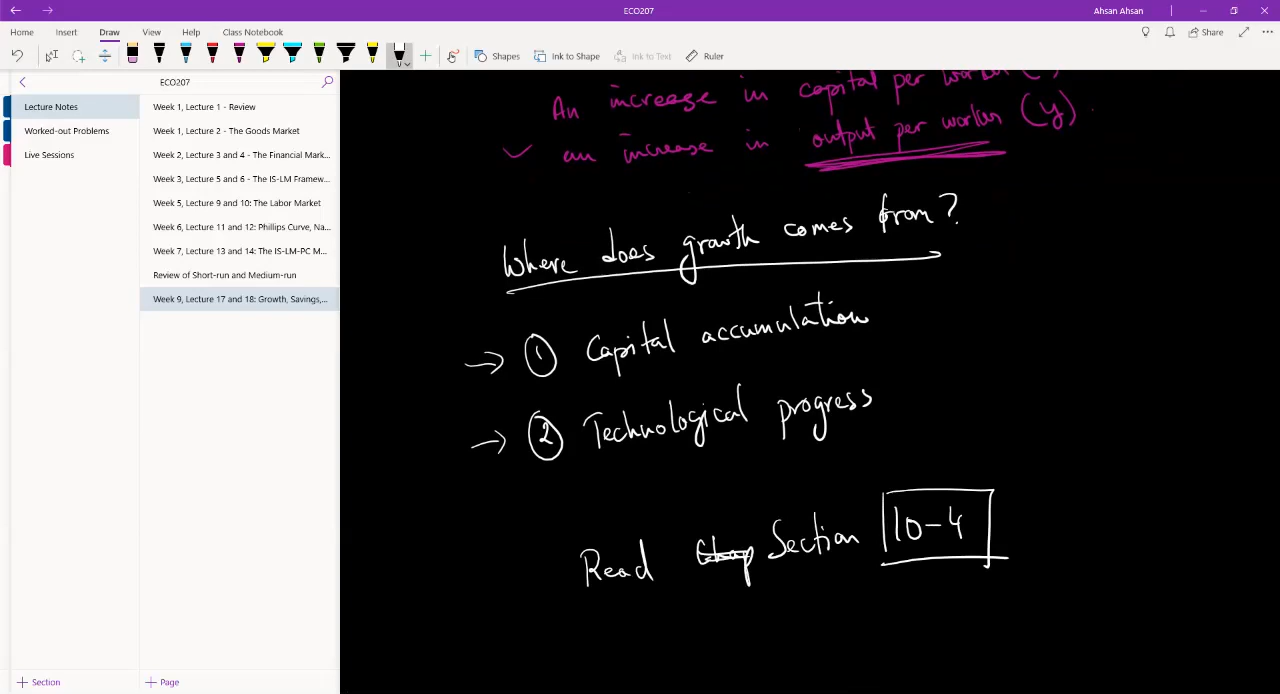 ECO207
Ahsan Ahsan
Home Insert Draw View Help Class Notebook
Share
Shapes Ink to Shape Ink to Text Ruler
ECO207
Lecture Notes
Worked-out Problems
Live Sessions
Week 1, Lecture 1 - Review
Week 1, Lecture 2 - The Goods Market
Week 2, Lecture 3 and 4 - The Financial Mark...
Week 3, Lecture 5 and 6 - The IS-LM Framew...
Week 5, Lecture 9 and 10: The Labor Market
Week 6, Lecture 11 and 12: Phillips Curve, Na...
Week 7, Lecture 13 and 14: The IS-LM-PC M...
Review of Short-run and Medium-run
Week 9, Lecture 17 and 18: Growth, Savings,...
Section
Page
An increase in capital per worker
an increase in output per worker (y)
Where does growth comes from?
→ 1 Capital accumulation
→ 2 Technological progress
Read Section 10-4